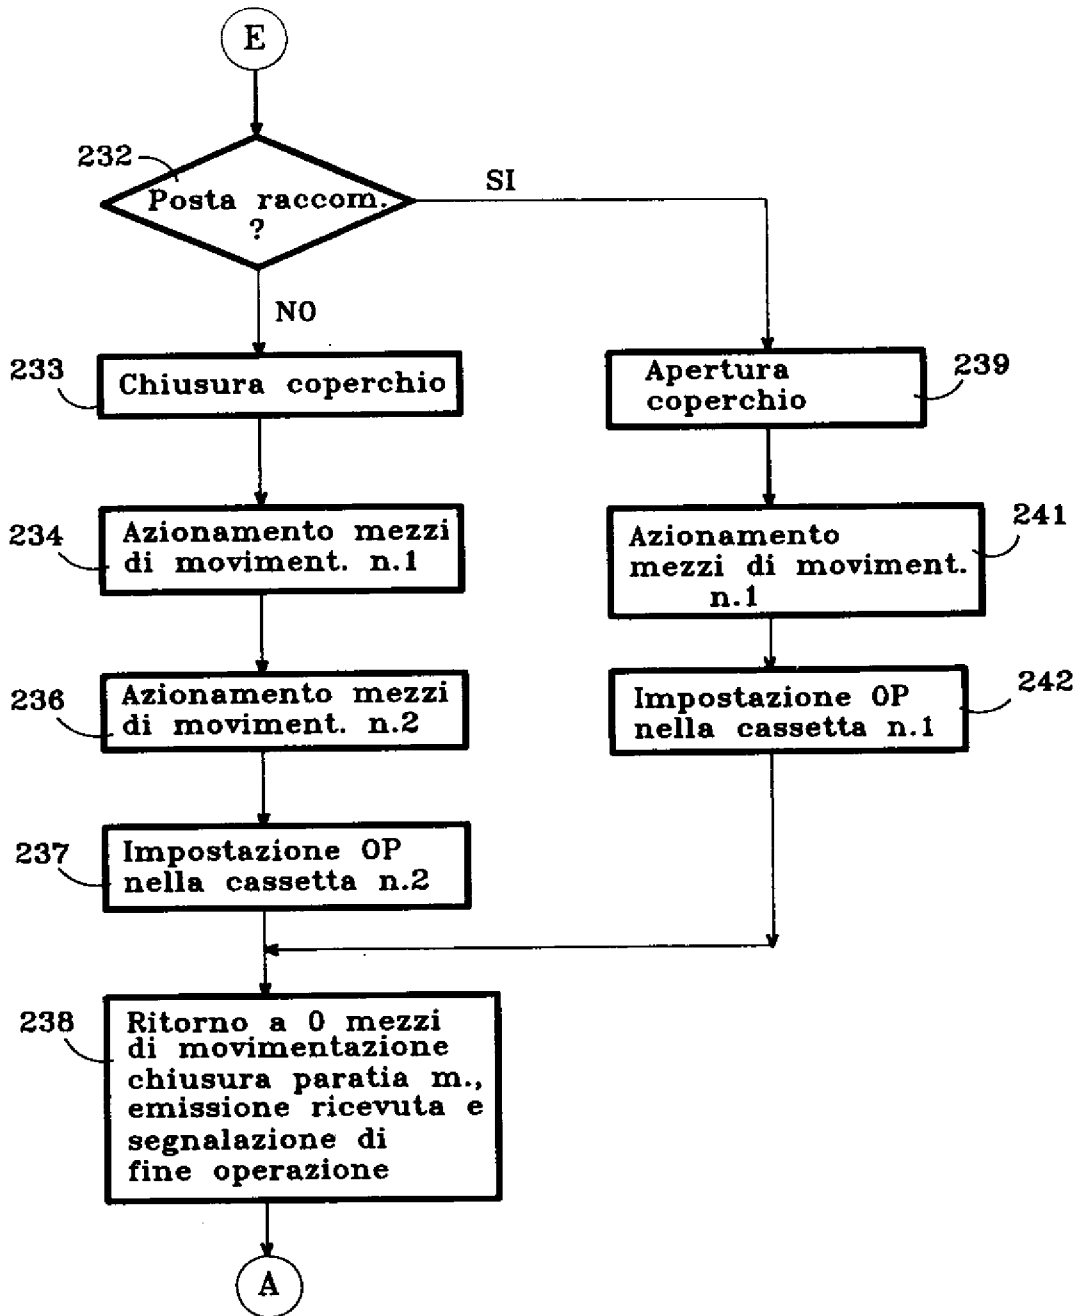 E
232
Posta raccom.
?
SI
NO
233
Chiusura coperchio
Apertura
coperchio
239
234
Azionamento mezzi
di moviment. n.1
Azionamento
mezzi di moviment.
n.1
241
236
Azionamento mezzi
di moviment. n.2
Impostazione OP
nella cassetta n.1
242
237
Impostazione OP
nella cassetta n.2
238
Ritorno a 0 mezzi
di movimentazione
chiusura paratia m.,
emissione ricevuta e
segnalazione di
fine operazione
A